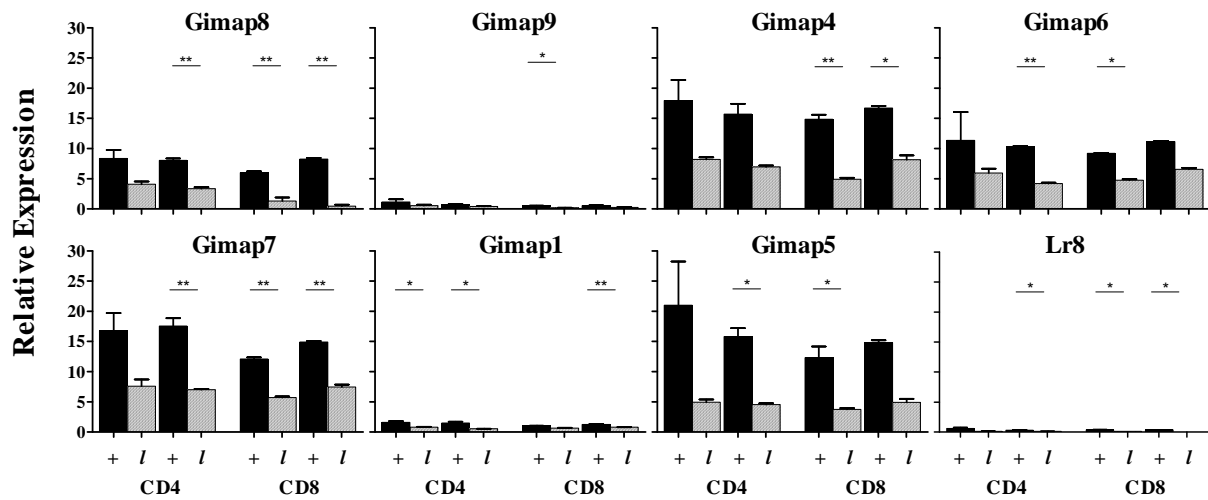 Gimap8 Gimap9 Gimap4 Gimap6
30
25 ** ** ** * ** * ** *
20
15
10
5
0
Gimap7 Gimap1 Gimap5 Lr8
30
25 ** ** ** * * ** * * * * *
20
15
10
5
0
Relative Expression
+ l + l + l + l + l + l + l + l + l + l + l + l + l + l + l + l
CD4 CD8 CD4 CD8 CD4 CD8 CD4 CD8